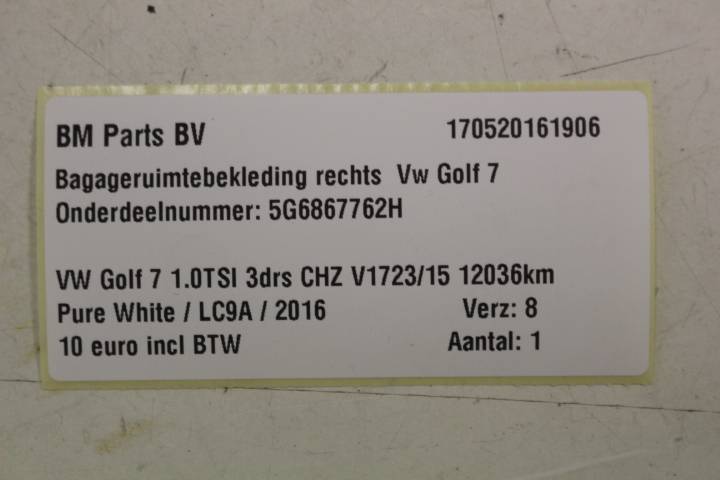 BM Parts BV 170520161906
Bagageruimtebekleding rechts Vw Golf 7
Onderdeelnummer: 5G6867762H
VW Golf 7 1.0TSI 3drs CHZ V1723/15 12036km
Pure White / LC9A / 2016 Verz: 8
10 euro incl BTW Aantal: 1